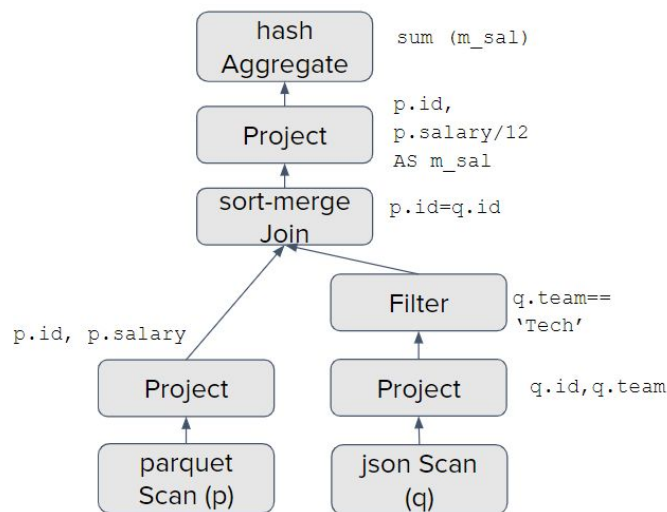 hash
Aggregate
sum (m_sal)
Project
p.id,
p.salary/12
AS m_sal
sort-merge
Join
p.id=q.id
Filter
q.team==
‘Tech’
p.id, p.salary
Project
Project
q.id,q.team
parquet
Scan (p)
json Scan
(q)